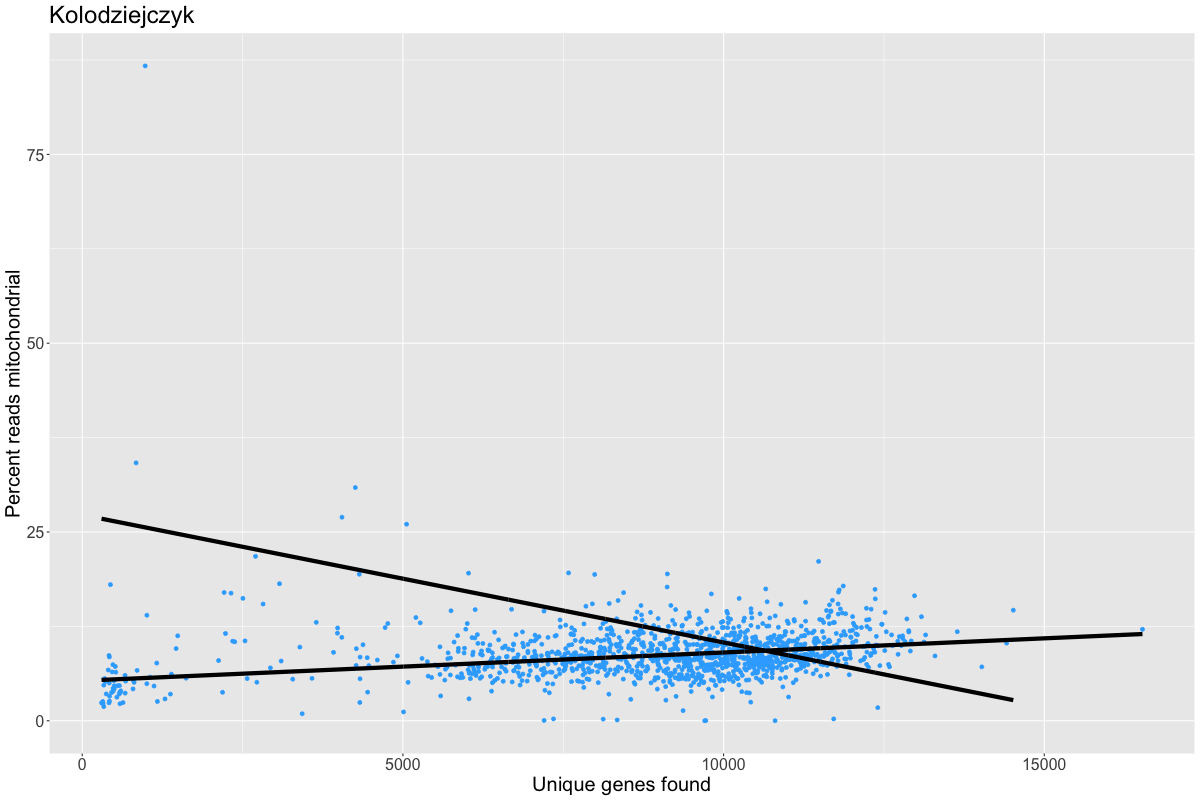 Kolodziejczyk
Percent reads mitochondrial
75
50
25
0
0 5000 10000 15000
Unique genes found